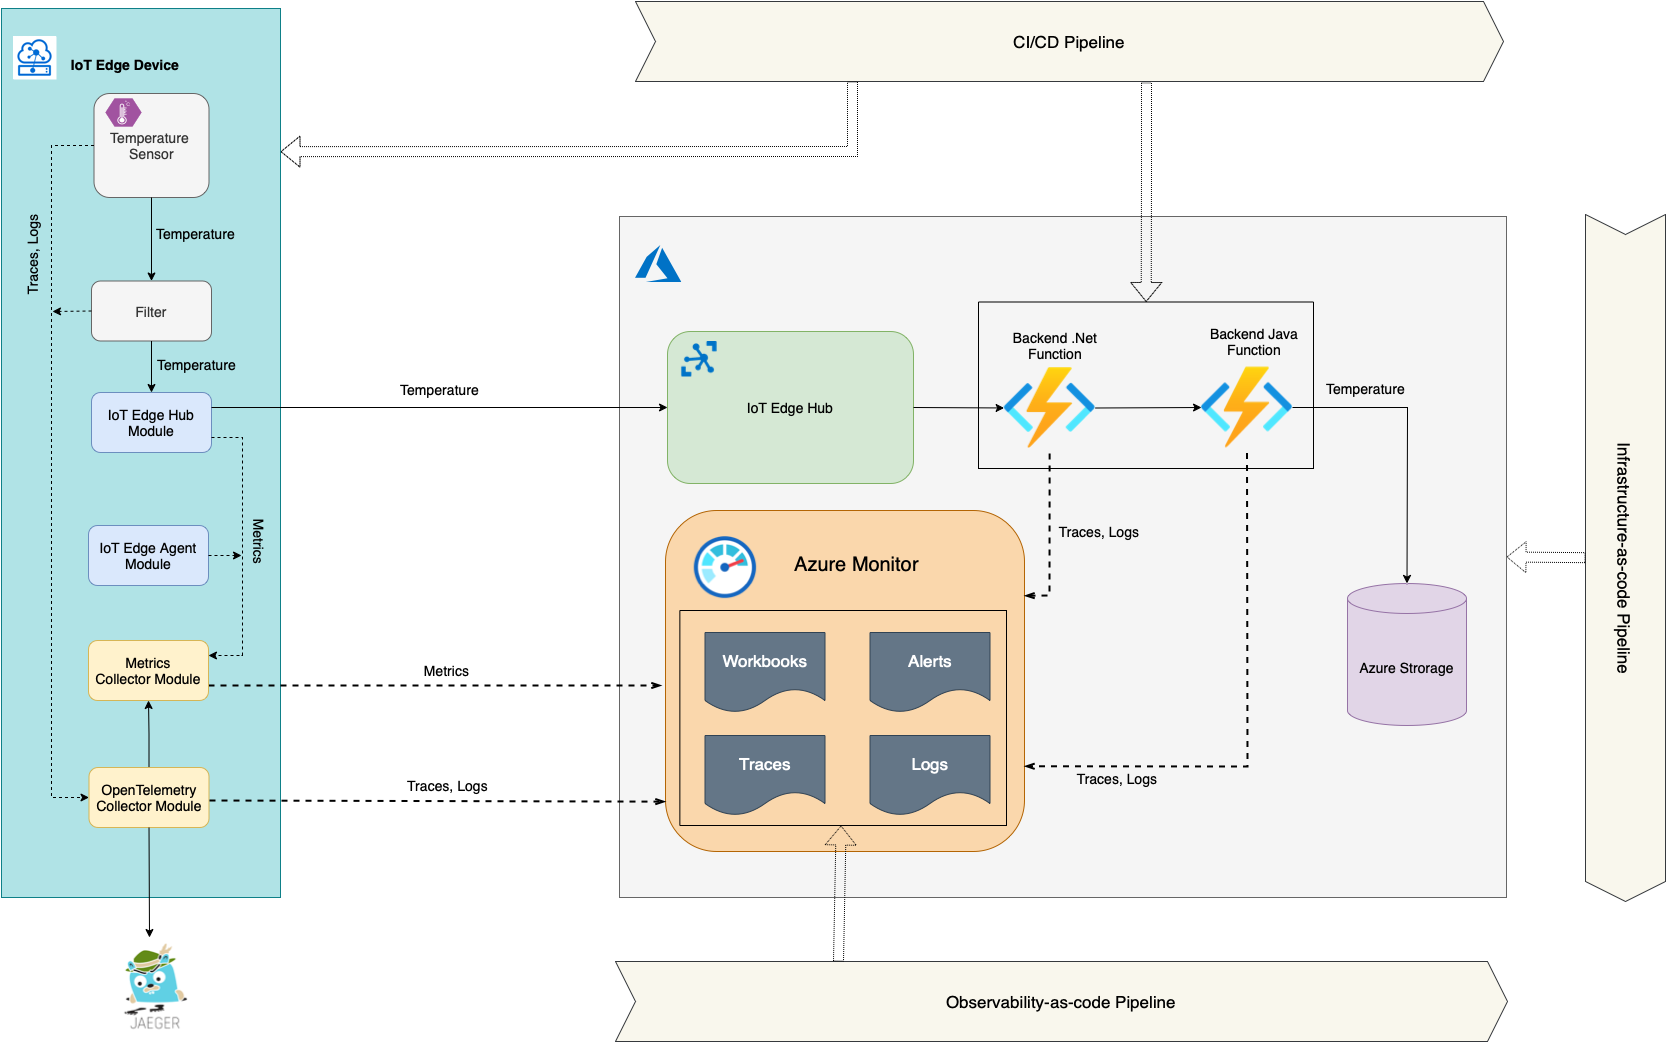 CI/CD Pipeline
IoT Edge Device
Temperature
Sensor
Traces, Logs
Temperature
Filter
Temperature
IoT Edge Hub
Module
Metrics
IoT Edge Agent
Module
Metrics
Collector Module
OpenTelemetry
Collector Module
JAEGER
Temperature
Metrics
Traces, Logs
IoT Edge Hub
Backend .Net
Function
Backend Java
Function
Temperature
Traces, Logs
Azure Monitor
Workbooks
Alerts
Traces
Logs
Traces, Logs
Azure Strorage
Infrastructure-as-code Pipeline
Observability-as-code Pipeline